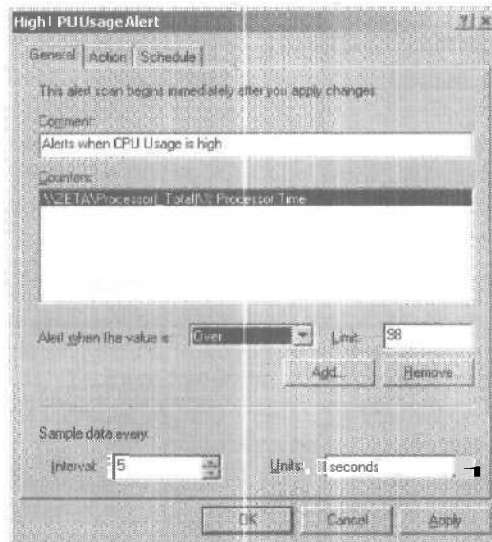 High CPU Usage Alert ? X
General Action Schedule
This alert scan begins immediately after you apply changes.
Comment:
Alerts when CPU Usage is high
Counters:
\\ZETA\Processor(_Total)\% Processor Time
Alert when the value is: Over Limit: 98
Add... Remove
Sample data every:
Interval: 5 Units: seconds
OK Cancel Apply